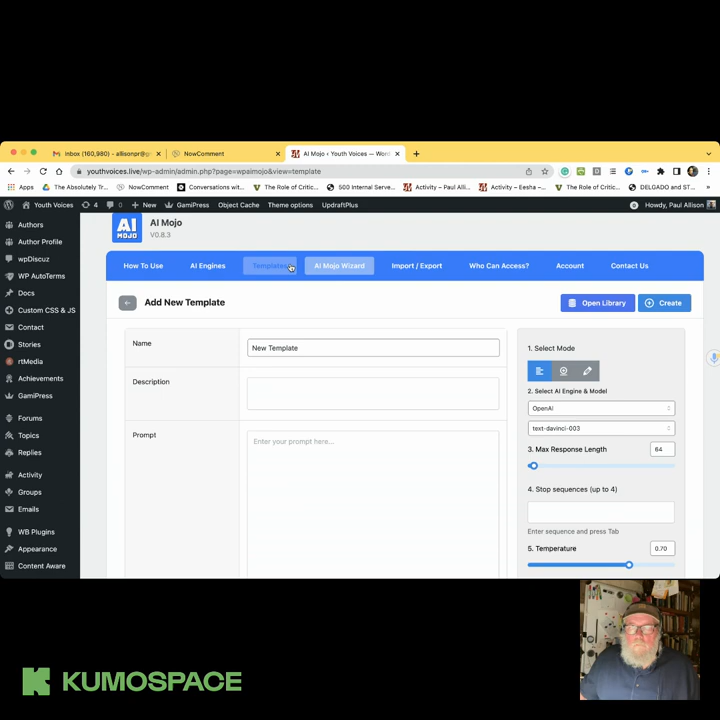 Inbox (160,980) - allisonpr@g
NowComment
AI Mojo ‹ Youth Voices — Wor
youthvoices.live/wp-admin/admin.php?page=wpaimojo&view=template
Apps
The Absolutely Tr...
NowComment
Conversations wit...
The Role of Critic...
500 Internal Serve...
Activity – Paul Alli...
Activity – Eesha –...
The Role of Critic...
DELGADO and ST...
Youth Voices
4
0
New
GamiPress
Object Cache
Theme options
UpdraftPlus
Howdy, Paul Allison
Authors
Author Profile
wpDiscuz
WP AutoTerms
Docs
Custom CSS & JS
Contact
Stories
rtMedia
Achievements
GamiPress
Forums
Topics
Replies
Activity
Groups
Emails
WB Plugins
Appearance
Content Aware
AI
MOJO
AI Mojo
V0.8.3
How To Use
AI Engines
Templates
AI Mojo Wizard
Import / Export
Who Can Access?
Account
Contact Us
Add New Template
Open Library
Create
Name
New Template
Description
Prompt
Enter your prompt here...
1. Select Mode
2. Select AI Engine & Model
OpenAI
text-davinci-003
3. Max Response Length
64
4. Stop sequences (up to 4)
Enter sequence and press Tab
5. Temperature
0.70
KUMOSPACE